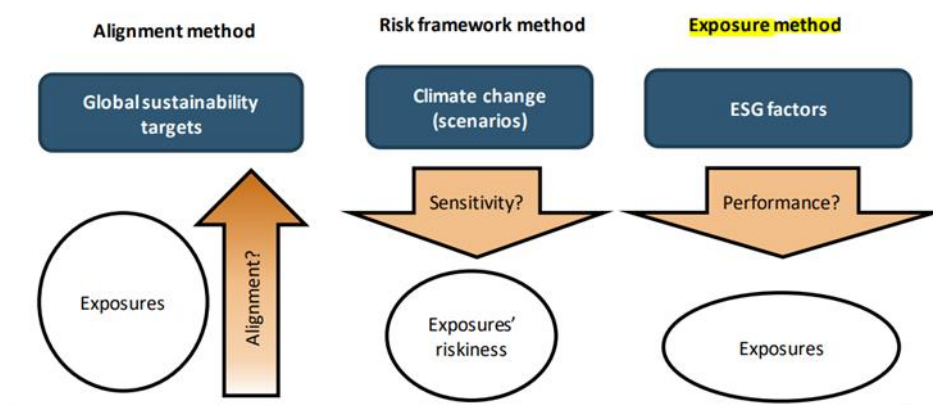 Alignment method
Global sustainability
targets
Exposures
Alignment?
Risk framework method
Climate change
(scenarios)
Sensitivity?
Exposures’
riskiness
Exposure method
ESG factors
Performance?
Exposures